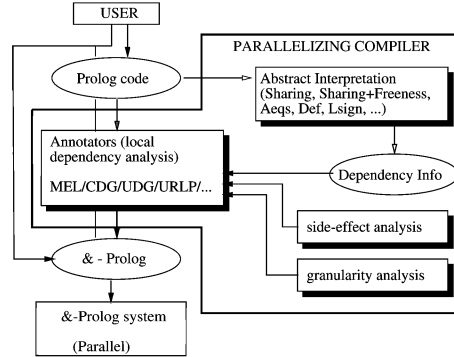 USER
PARALLELIZING COMPILER
Prolog code
Abstract Interpretation
(Sharing, Sharing+Freeness,
Aeqs, Def, Lsign, ...)
Annotators (local
dependency analysis)
MEL/CDG/UDG/URLP/...
Dependency Info
side-effect analysis
& - Prolog
granularity analysis
&-Prolog system
(Parallel)